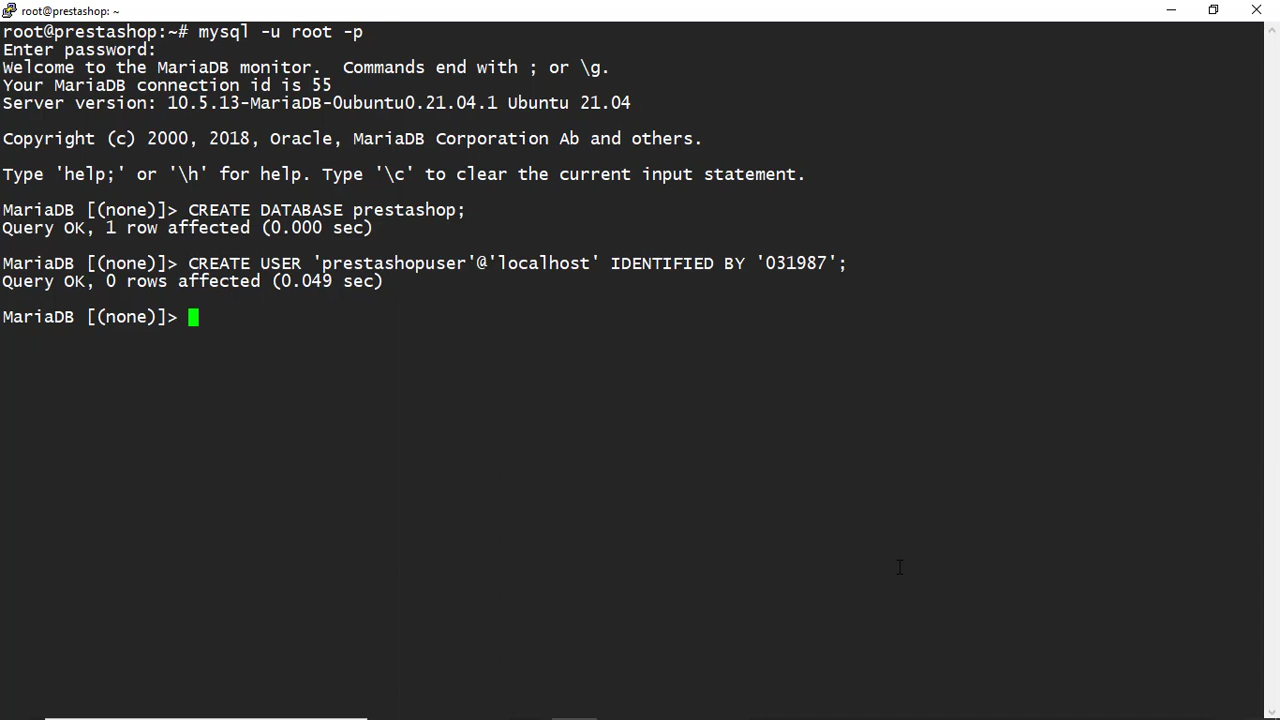 root@prestashop: ~
root@prestashop:~# mysql -u root -p
Enter password:
Welcome to the MariaDB monitor.  Commands end with ; or \g.
Your MariaDB connection id is 55
Server version: 10.5.13-MariaDB-0ubuntu0.21.04.1 Ubuntu 21.04
Copyright (c) 2000, 2018, Oracle, MariaDB Corporation Ab and others.
Type 'help;' or '\h' for help. Type '\c' to clear the current input statement.
MariaDB [(none)]> CREATE DATABASE prestashop;
Query OK, 1 row affected (0.000 sec)
MariaDB [(none)]> CREATE USER 'prestashopuser'@'localhost' IDENTIFIED BY '031987';
Query OK, 0 rows affected (0.049 sec)
MariaDB [(none)]>